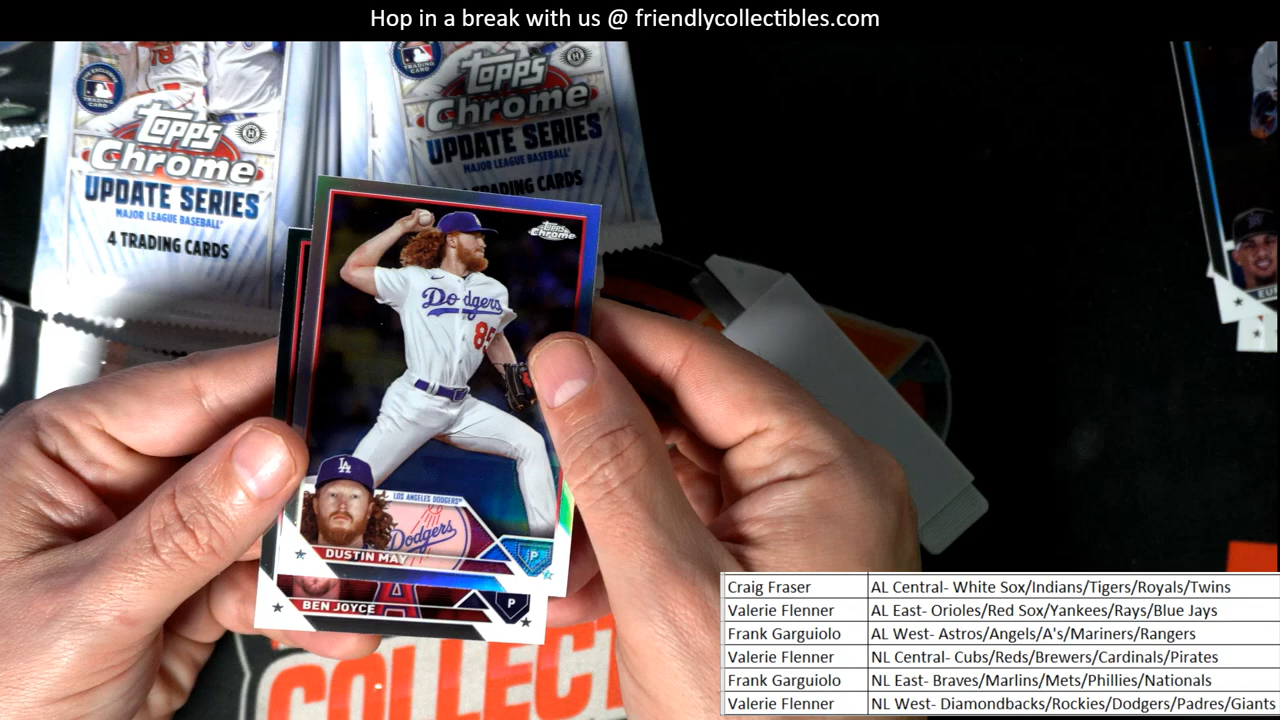 Hop in a break with us @ friendlycollectibles.com
Topps
Chrome
UPDATE SERIES
MAJOR LEAGUE BASEBALL
4 TRADING CARDS
Topps
Chrome
UPDATE SERIES
MAJOR LEAGUE BASEBALL
TRADING CARDS
Topps
Chrome
Dodgers
85
LA
LOS ANGELES DODGERS™
Dodgers
DUSTIN MAY
P
BEN JOYCE
A
P
COLLECT
Craig Fraser AL Central- White Sox/Indians/Tigers/Royals/Twins
Valerie Flenner AL East- Orioles/Red Sox/Yankees/Rays/Blue Jays
Frank Garguiolo AL West- Astros/Angels/A's/Mariners/Rangers
Valerie Flenner NL Central- Cubs/Reds/Brewers/Cardinals/Pirates
Frank Garguiolo NL East- Braves/Marlins/Mets/Phillies/Nationals
Valerie Flenner NL West- Diamondbacks/Rockies/Dodgers/Padres/Giants